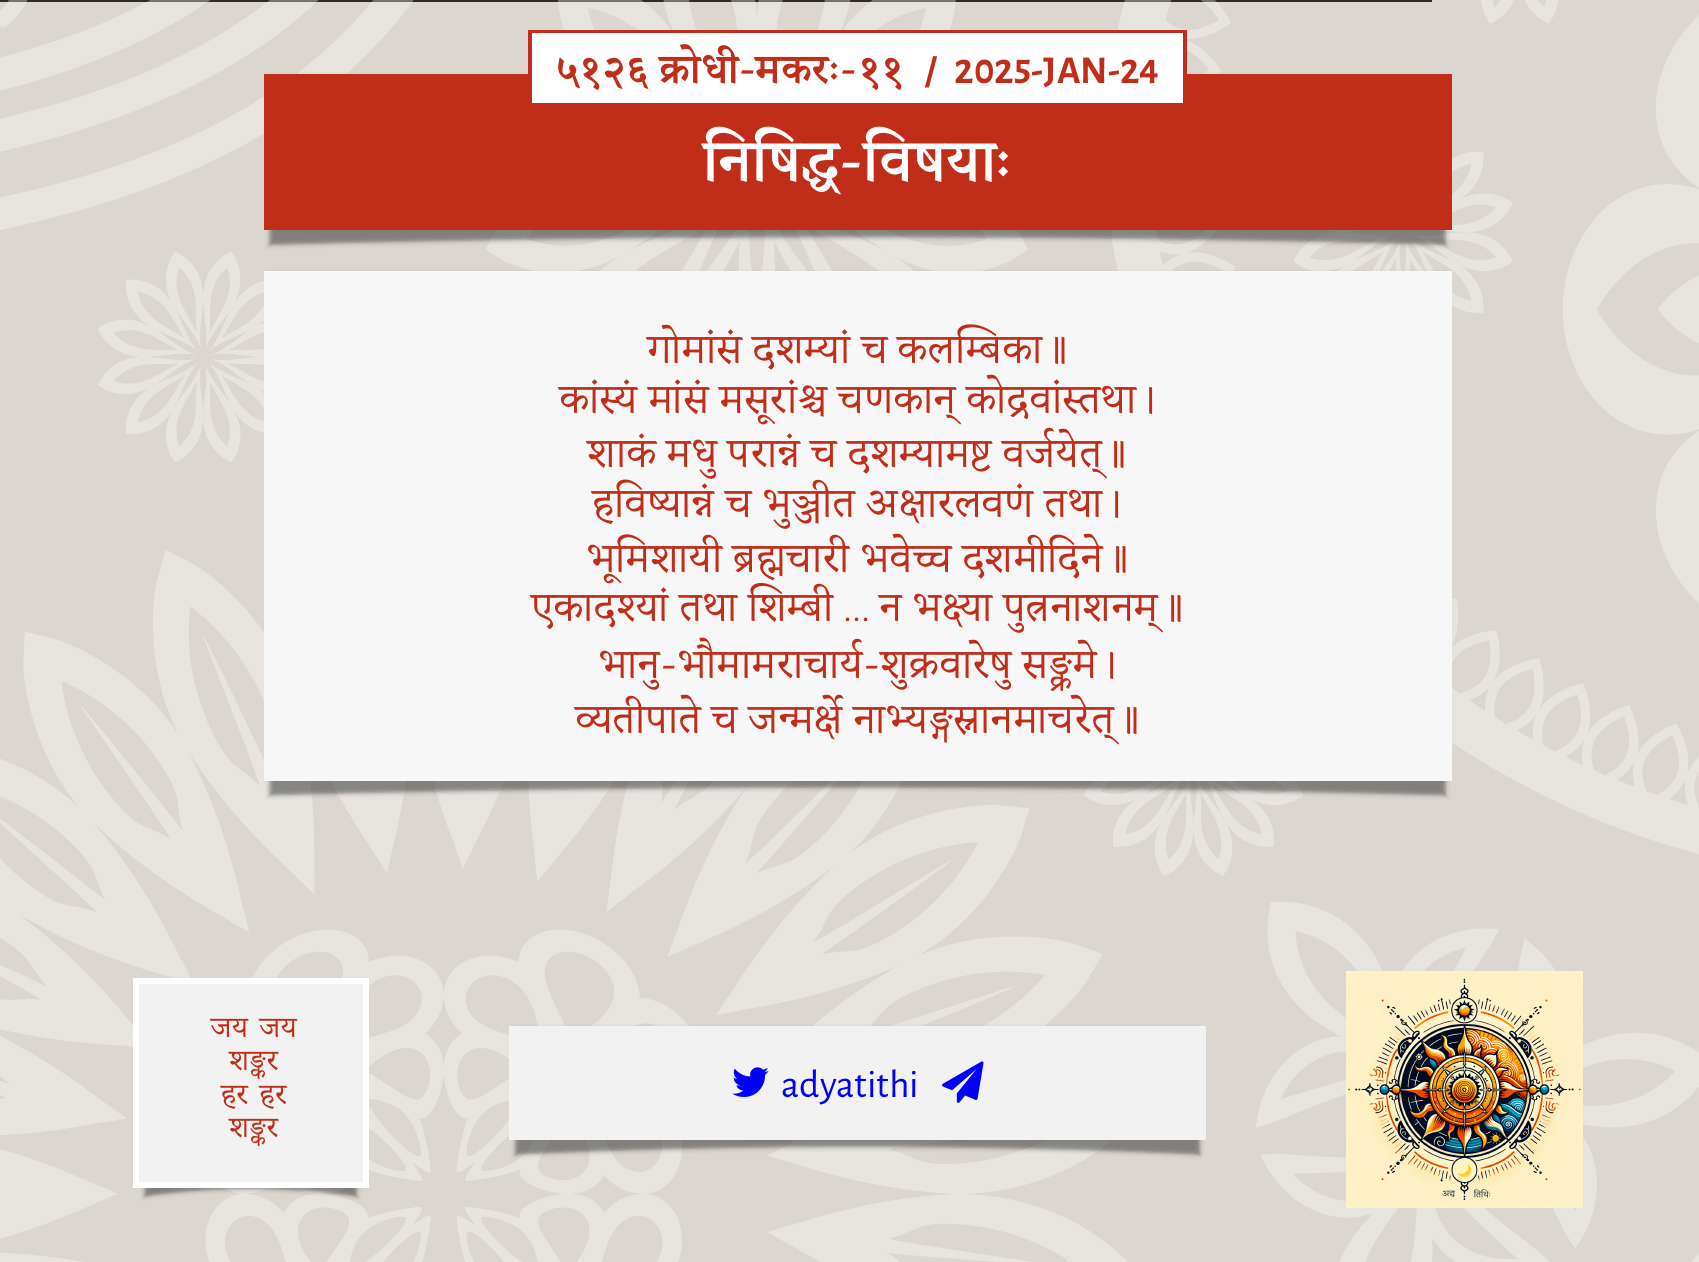 ५१२६ क्रोधी-मकरः-११ / 2025-JAN-24
निषिद्ध-विषयाः
गोमांसं दशम्यां च कलम्बिका ॥
कांस्यं मांसं मसूरांश्च चणकान् कोद्रवांस्तथा ।
शाकं मधु परान्नं च दशम्यामष्ट वर्जयेत् ॥
हविष्यान्नं च भुञ्जीत अक्षारलवणं तथा ।
भूमिशायी ब्रह्मचारी भवेच्च दशमीदिने ॥
एकादश्यां तथा शिम्बी ... न भक्ष्या पुत्रनाशनम् ॥
भानु-भौमामराचार्य-शुक्रवारेषु सङ्क्रमे ।
व्यतीपाते च जन्मर्क्षे नाभ्यङ्गस्नानमाचरेत् ॥
जय जय
शङ्कर
हर हर
शङ्कर
adyatithi
अद्य तिथिः